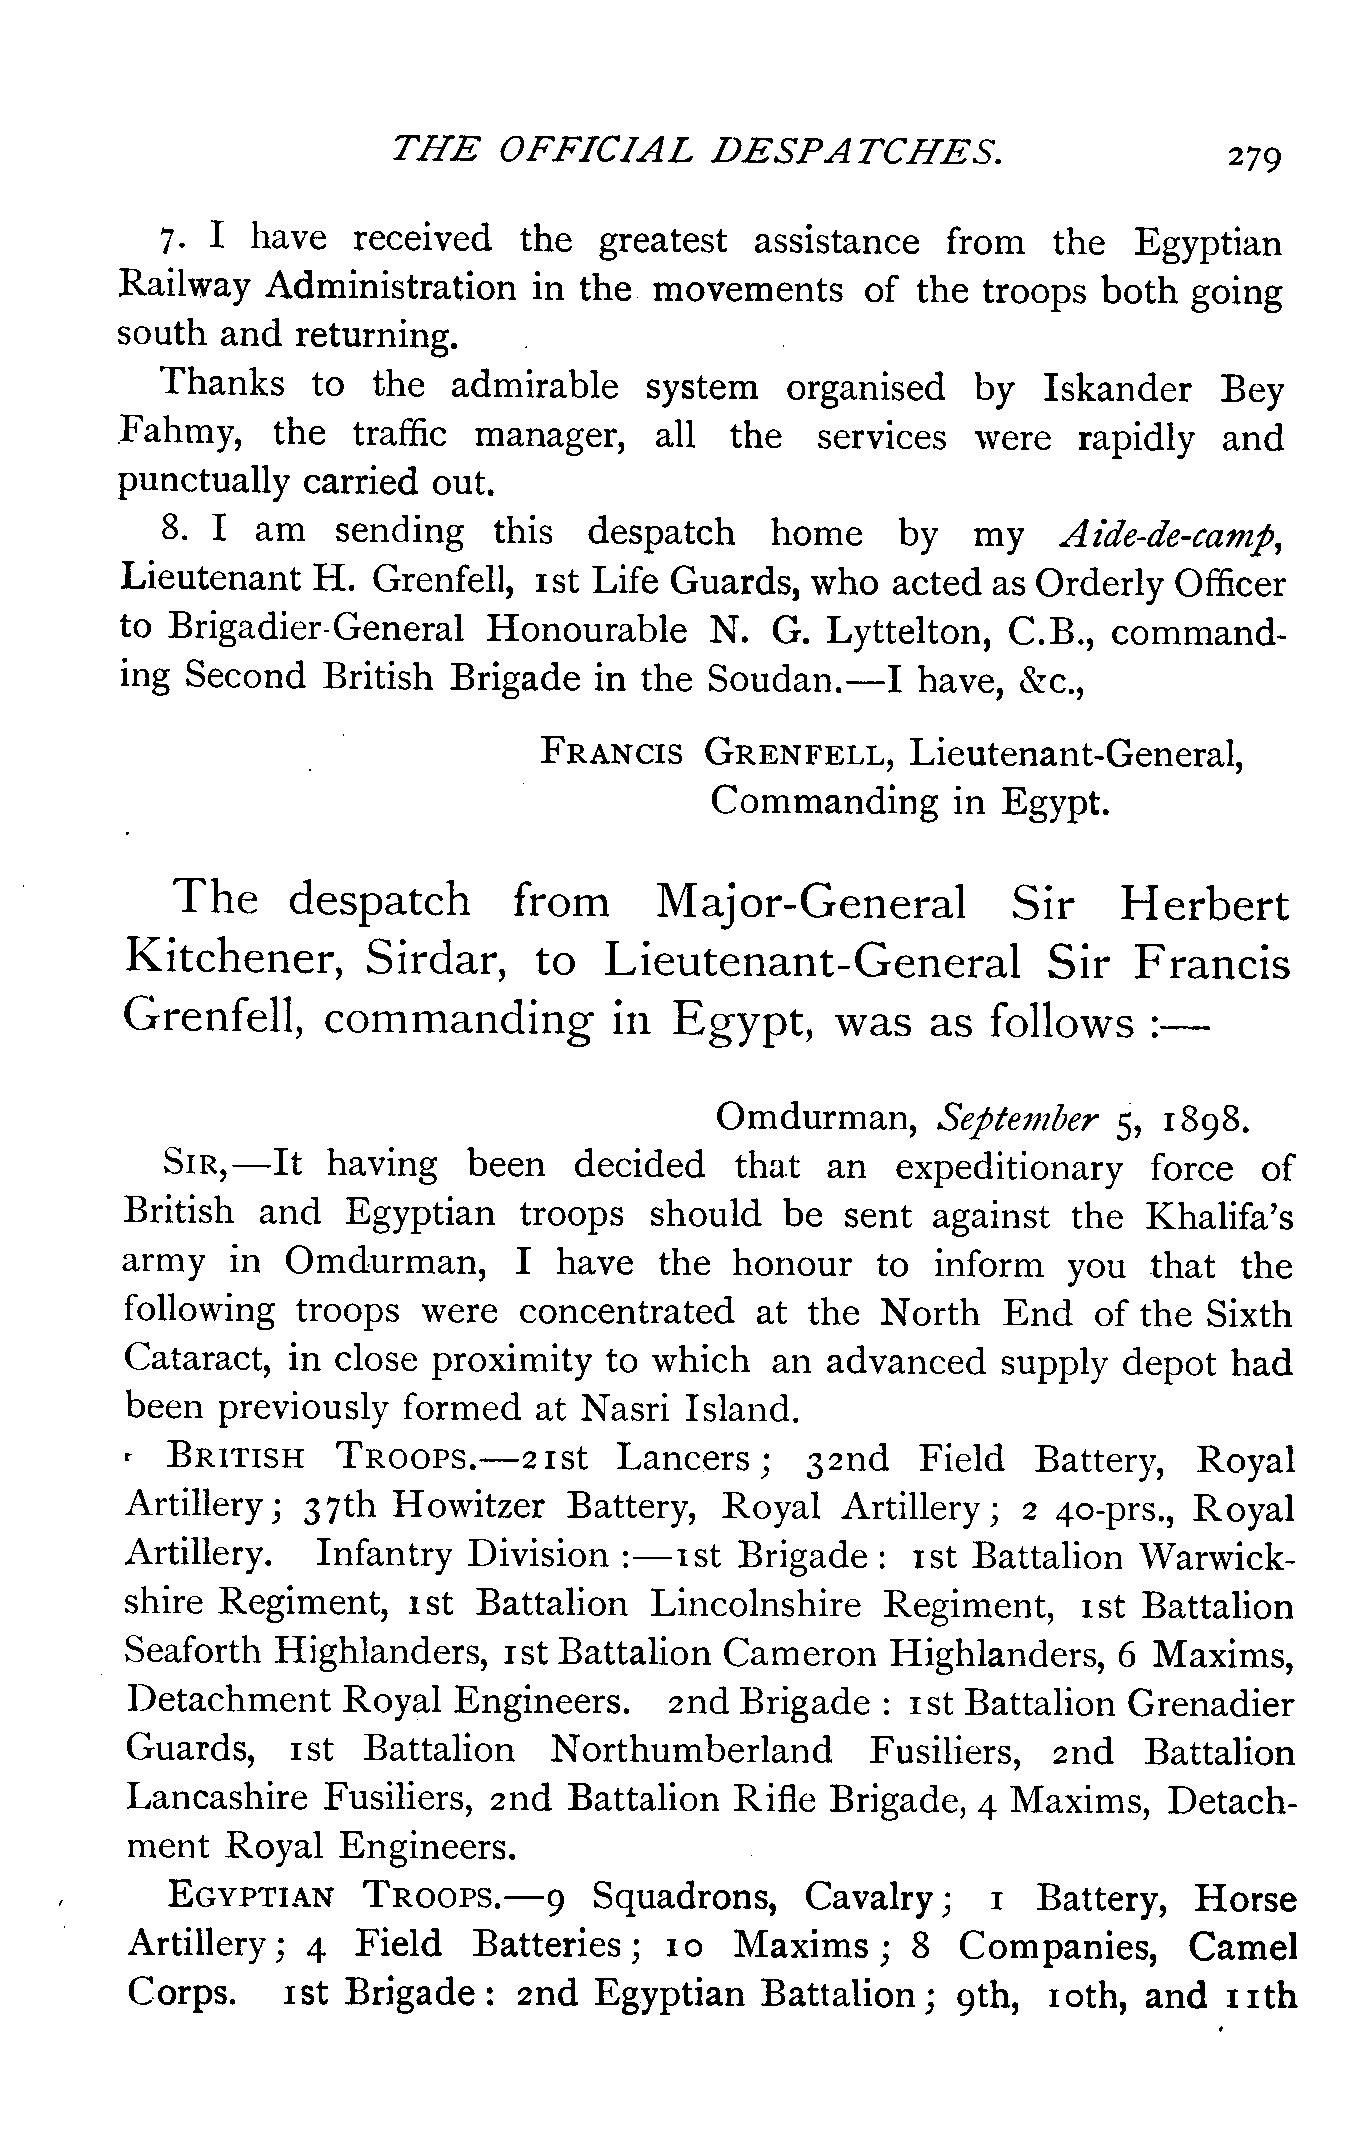 THE OFFICIAL DESPATCHES. 279
7. I have received the greatest assistance from the Egyptian
Railway Administration in the movements of the troops both going
south and returning.
Thanks to the admirable system organised by Iskander Bey
Fahmy, the traffic manager, all the services were rapidly and
punctually carried out.
8. I am sending this despatch home by my Aide-de-camp,
Lieutenant H. Grenfell, 1st Life Guards, who acted as Orderly Officer
to Brigadier-General Honourable N. G. Lyttelton, C.B., command-
ing Second British Brigade in the Soudan.—I have, &c.,
FRANCIS GRENFELL, Lieutenant-General,
Commanding in Egypt.
The despatch from Major-General Sir Herbert
Kitchener, Sirdar, to Lieutenant-General Sir Francis
Grenfell, commanding in Egypt, was as follows :—
Omdurman, September 5, 1898.
SIR,—It having been decided that an expeditionary force of
British and Egyptian troops should be sent against the Khalifa's
army in Omdurman, I have the honour to inform you that the
following troops were concentrated at the North End of the Sixth
Cataract, in close proximity to which an advanced supply depot had
been previously formed at Nasri Island.
BRITISH TROOPS.—21st Lancers; 32nd Field Battery, Royal
Artillery; 37th Howitzer Battery, Royal Artillery; 2 40-prs., Royal
Artillery. Infantry Division :—1st Brigade: 1st Battalion Warwick-
shire Regiment, 1st Battalion Lincolnshire Regiment, 1st Battalion
Seaforth Highlanders, 1st Battalion Cameron Highlanders, 6 Maxims,
Detachment Royal Engineers. 2nd Brigade : 1st Battalion Grenadier
Guards, 1st Battalion Northumberland Fusiliers, 2nd Battalion
Lancashire Fusiliers, 2nd Battalion Rifle Brigade, 4 Maxims, Detach-
ment Royal Engineers.
EGYPTIAN TROOPS.—9 Squadrons, Cavalry; 1 Battery, Horse
Artillery; 4 Field Batteries; 10 Maxims; 8 Companies, Camel
Corps. 1st Brigade: 2nd Egyptian Battalion; 9th, 10th, and 11th